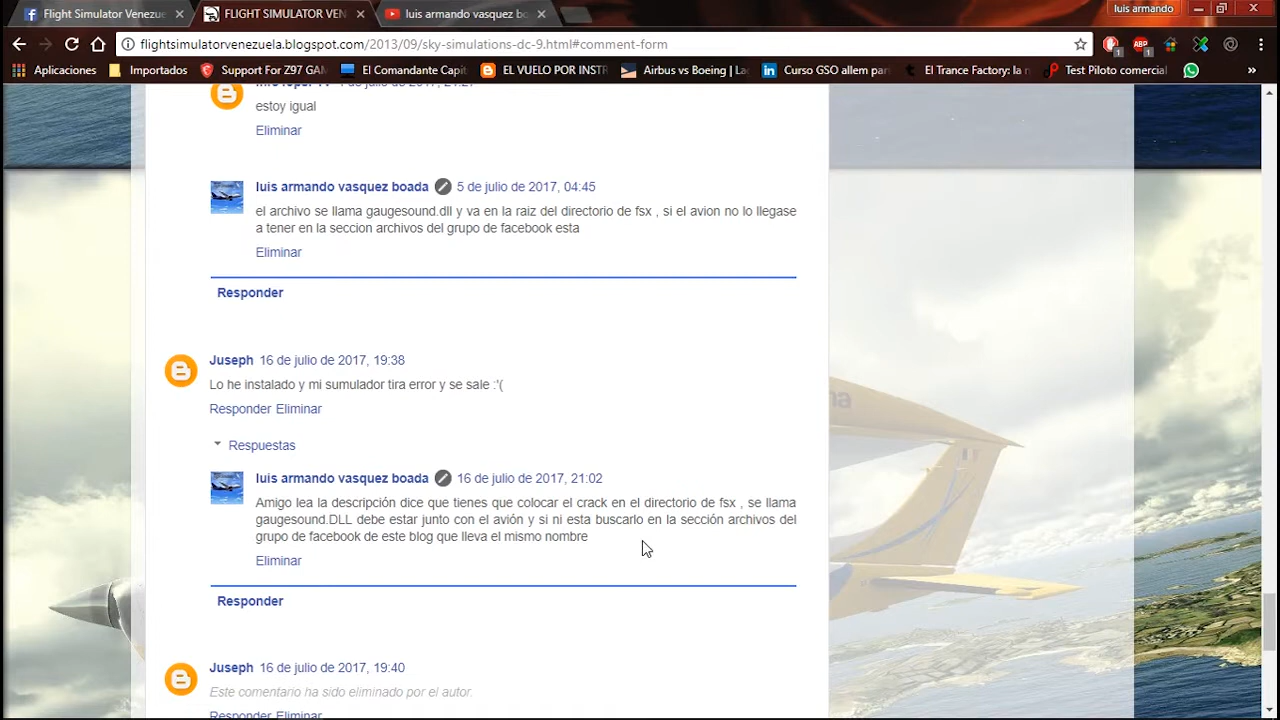 Flight Simulator Venezue
FLIGHT SIMULATOR VEN
luis armando vasquez bo
luis armando
flightsimulatorvenezuela.blogspot.com/2013/09/sky-simulations-dc-9.html#comment-form
Aplicaciones
Importados
Support For Z97 GAM
El Comandante Capit
EL VUELO POR INSTR
Airbus vs Boeing | La
Curso GSO allem par
El Trance Factory: la r
Test Piloto comercial
»
estoy igual
Eliminar
luis armando vasquez boada 5 de julio de 2017, 04:45
el archivo se llama gaugesound.dll y va en la raiz del directorio de fsx , si el avion no lo llegase
a tener en la seccion archivos del grupo de facebook esta
Eliminar
Responder
Juseph 16 de julio de 2017, 19:38
Lo he instalado y mi sumulador tira error y se sale :'(
Responder Eliminar
Respuestas
luis armando vasquez boada 16 de julio de 2017, 21:02
Amigo lea la descripción dice que tienes que colocar el crack en el directorio de fsx , se llama
gaugesound.DLL debe estar junto con el avión y si ni esta buscarlo en la sección archivos del
grupo de facebook de este blog que lleva el mismo nombre
Eliminar
Responder
Juseph 16 de julio de 2017, 19:40
Este comentario ha sido eliminado por el autor.
Responder Eliminar